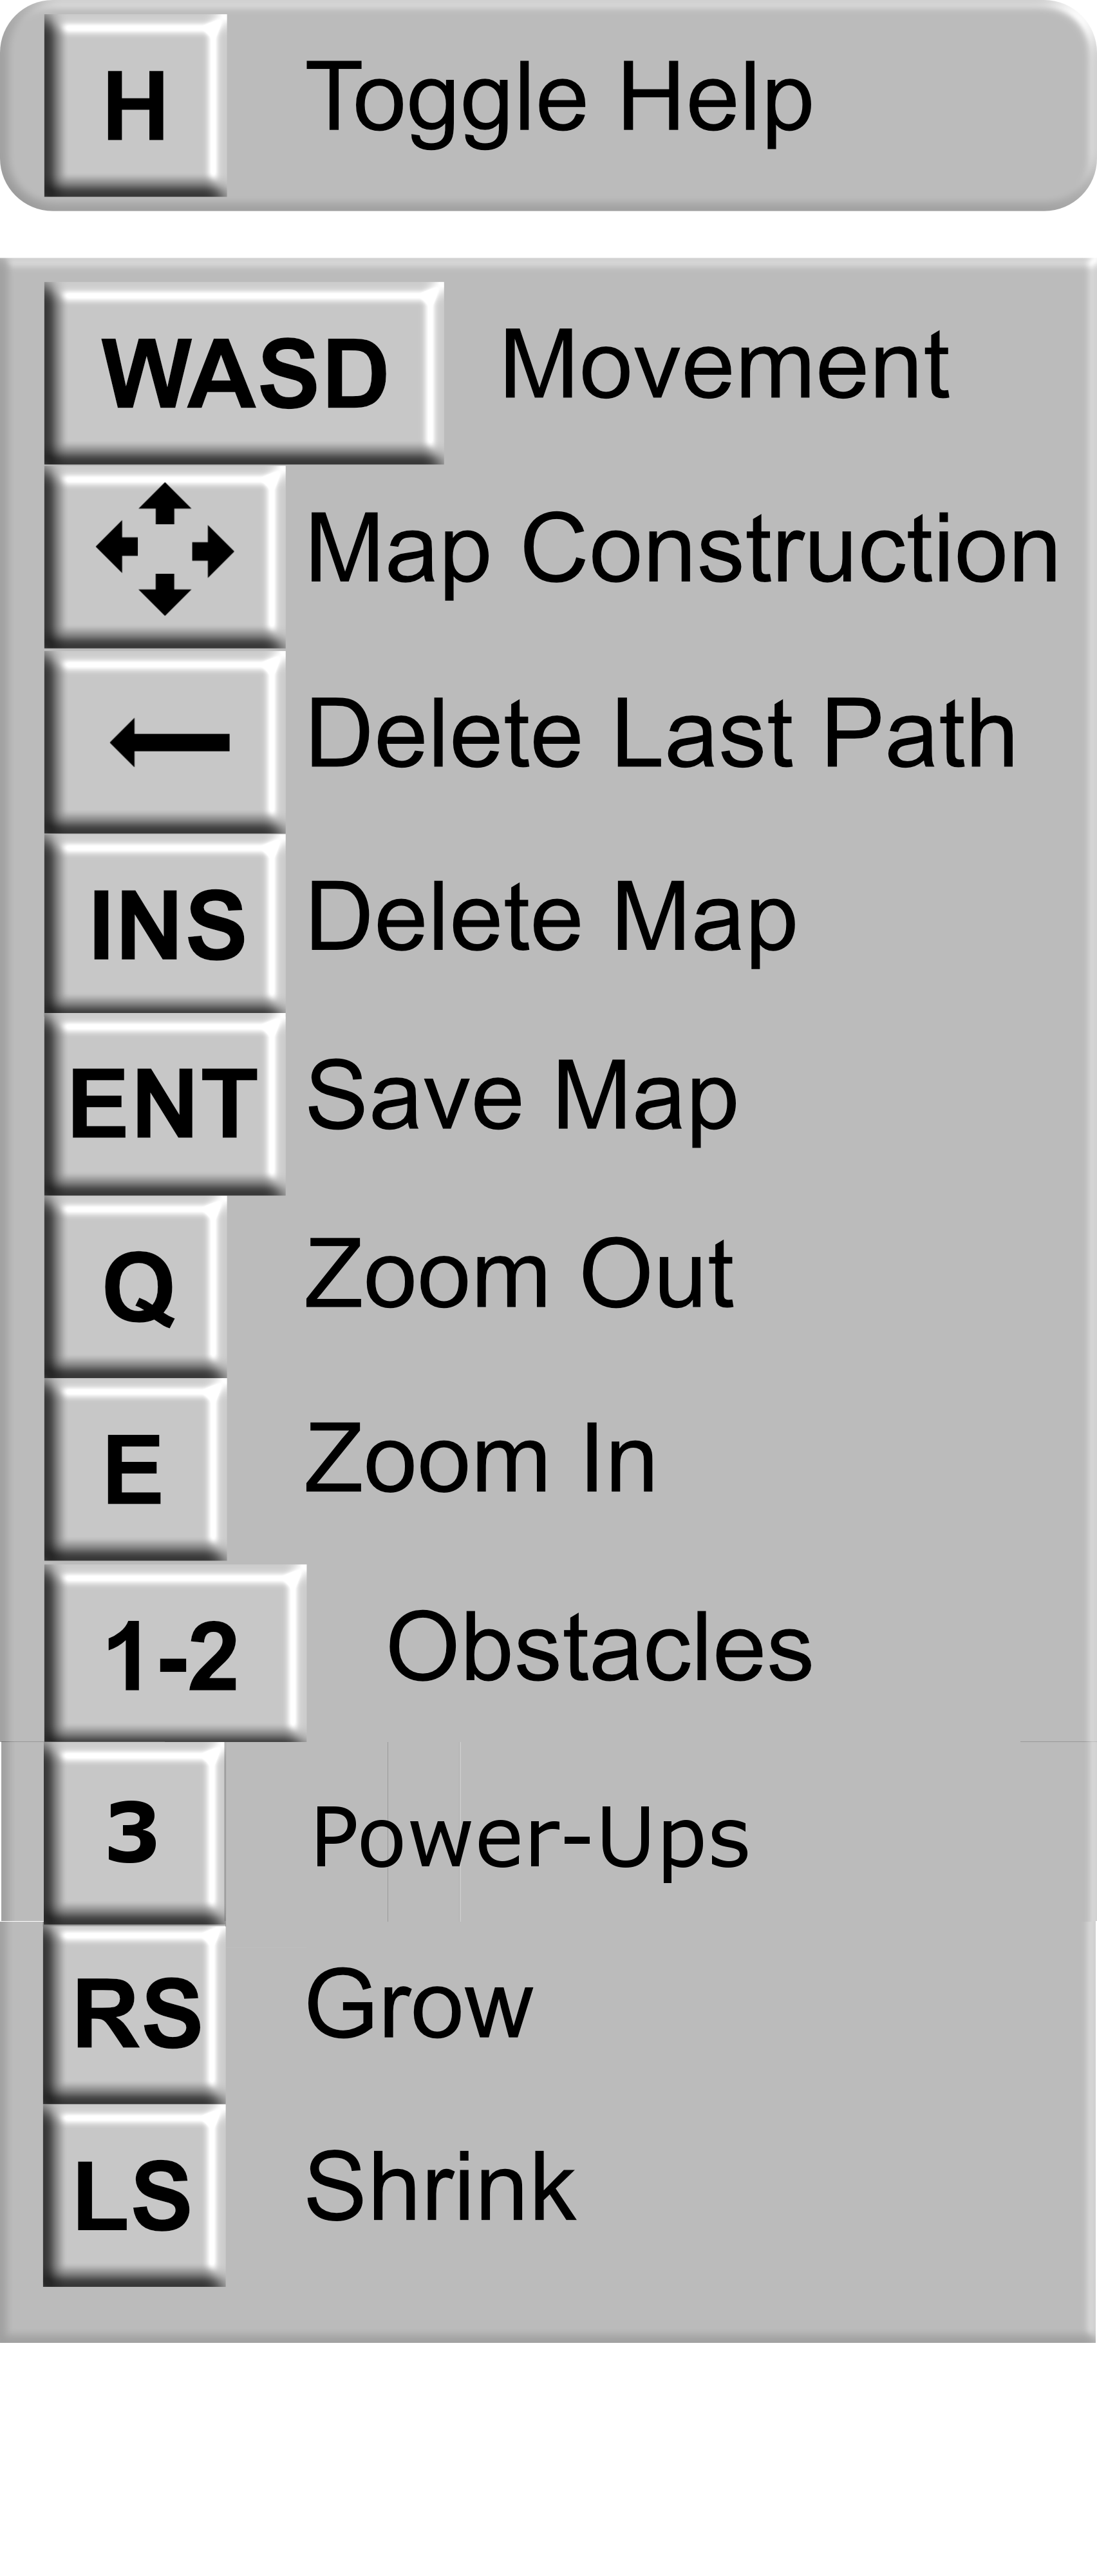 H Toggle Help
WASD Movement
Map Construction
Delete Last Path
INS Delete Map
ENT Save Map
Q Zoom Out
E Zoom In
1-2 Obstacles
3 Power-Ups
RS Grow
LS Shrink